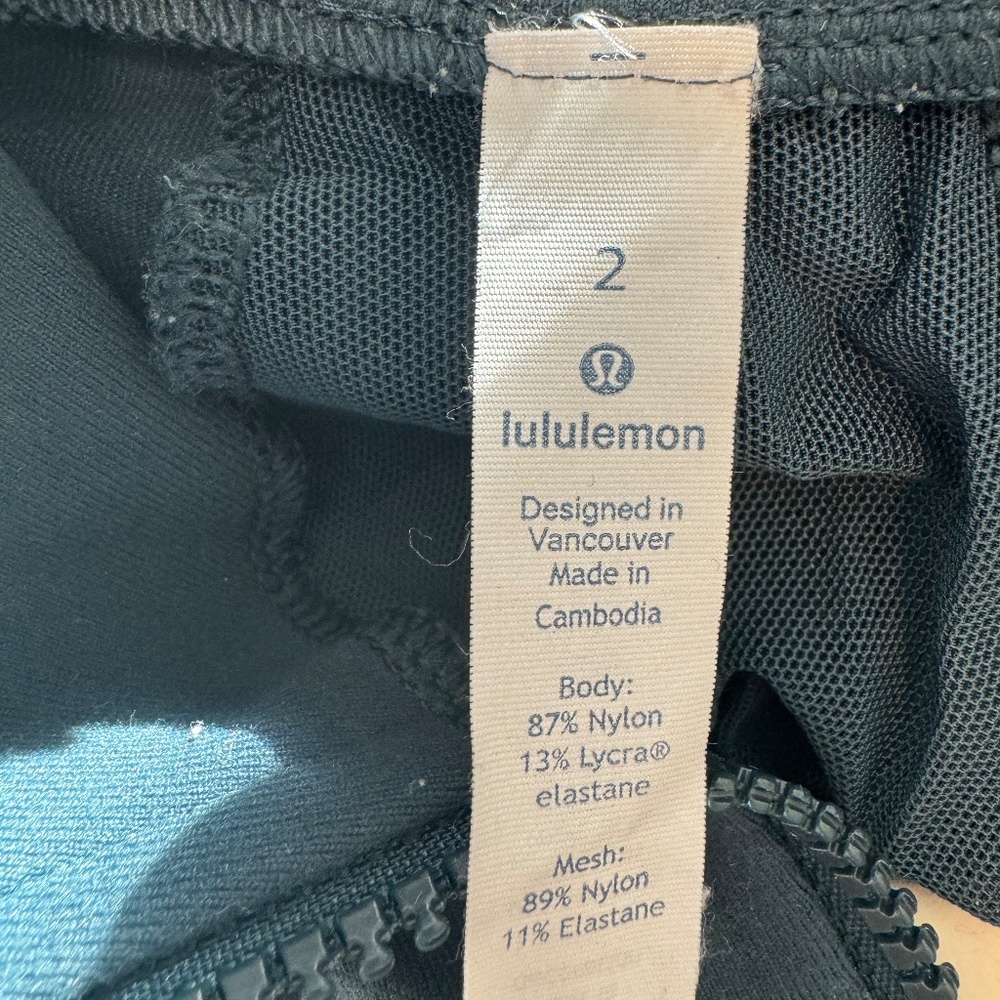 2
lululemon
Designed in
Vancouver
Made in
Cambodia
Body:
87% Nylon
13% Lycra®
elastane
Mesh:
89% Nylon
11% Elastane